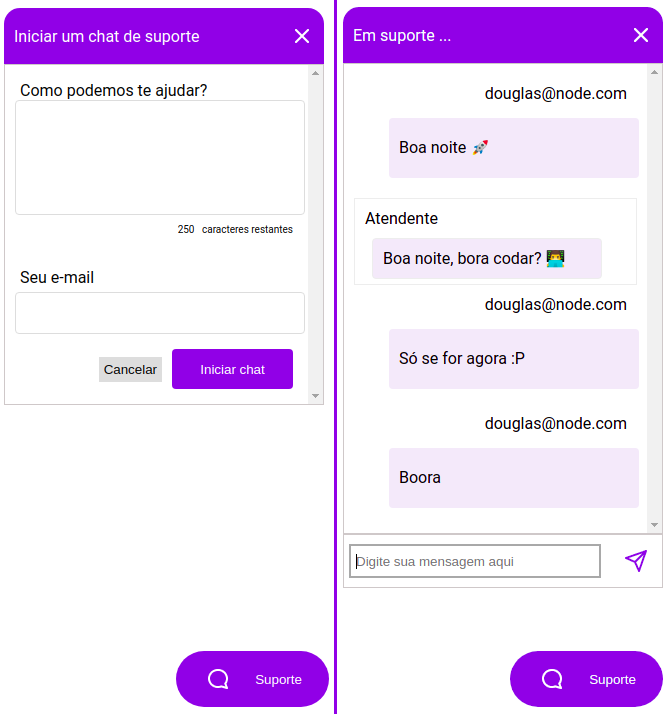 Iniciar um chat de suporte
Como podemos te ajudar?
250 caracteres restantes
Seu e-mail
Cancelar
Iniciar chat
Suporte
Em suporte ...
douglas@node.com
Boa noite 🚀
Atendente
Boa noite, bora codar? 👨‍💻
douglas@node.com
Só se for agora :P
douglas@node.com
Boora
Digite sua mensagem aqui
Suporte